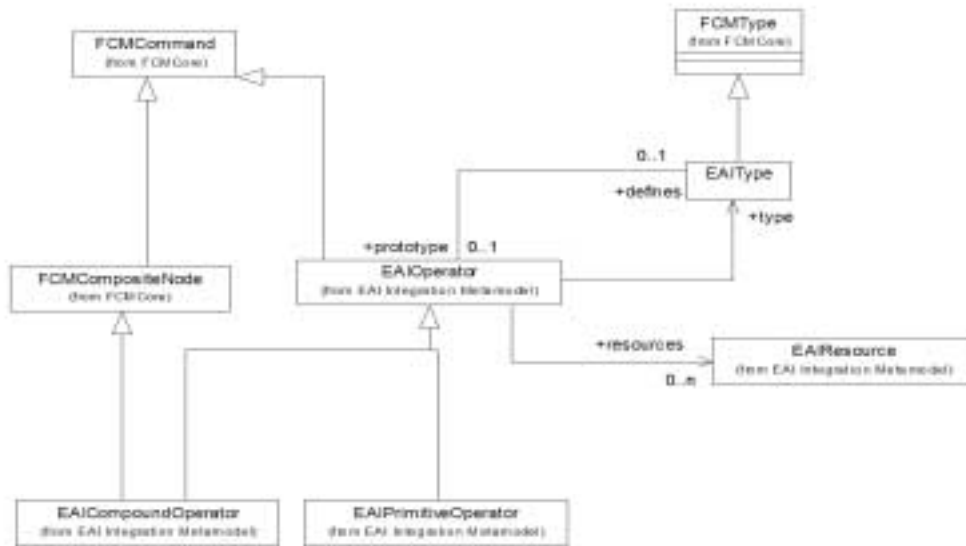 FCMCommand
(from FCMCore)
FCMType
(from FCMCore)
0..1
EAIType
+defines
+type
+prototype 0..1
FCMCompositeNode
(from FCMCore)
EAIOperator
(from EAI Integration Metamodel)
+resources
0..n
EAIResource
(from EAI Integration Metamodel)
EAICompoundOperator
(from EAI Integration Metamodel)
EAIPrimitiveOperator
(from EAI Integration Metamodel)